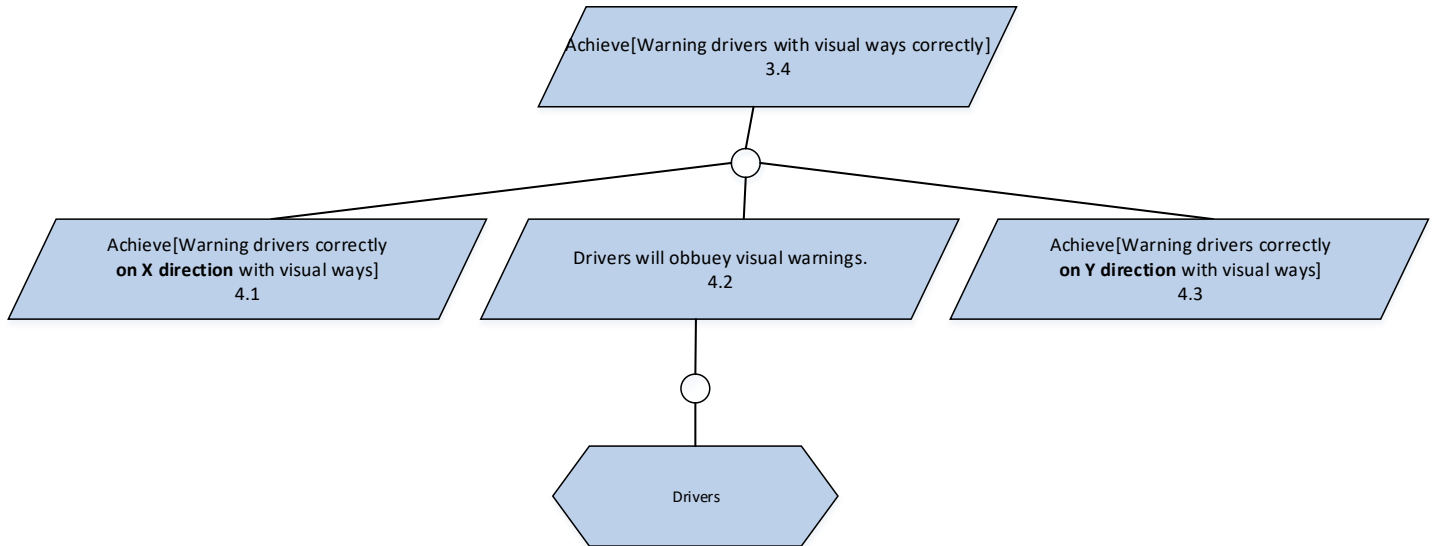 Achieve[Warning drivers with visual ways correctly]
3.4
Achieve[Warning drivers correctly
on X direction with visual ways]
4.1
Drivers will obbuey visual warnings.
4.2
Achieve[Warning drivers correctly
on Y direction with visual ways]
4.3
Drivers